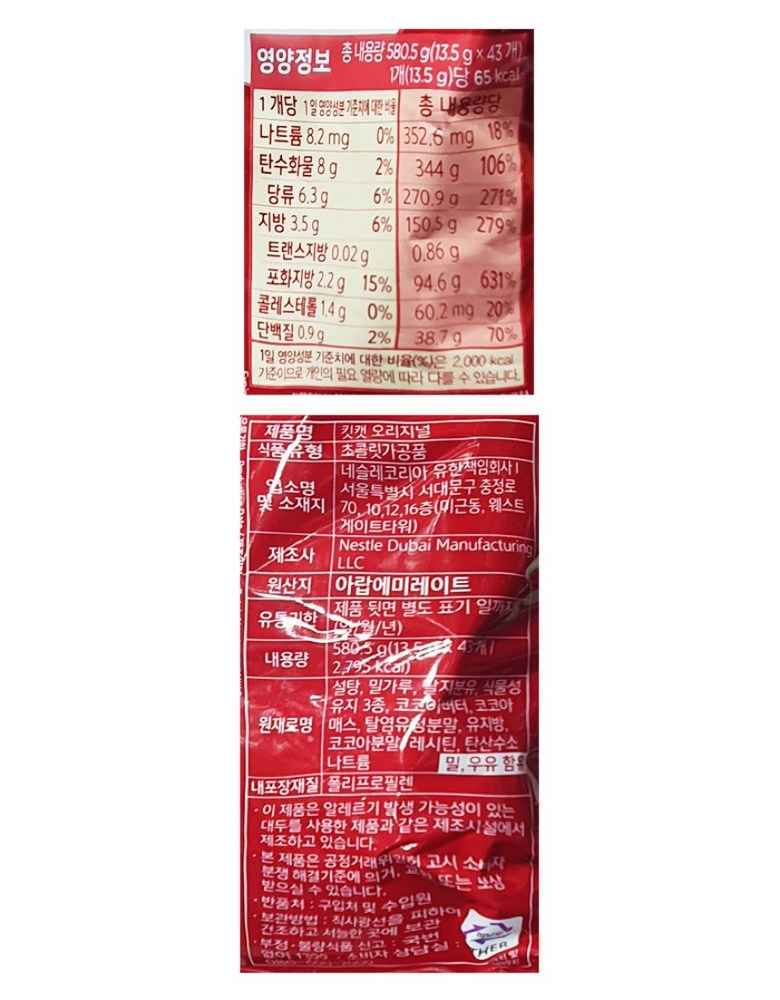 영양정보 총 내용량 580.5 g(13.5 g × 43 개)
1개(13.5 g)당 65 kcal
1 개당 1일 영양성분 기준치에 대한 비율 총 내용량당
나트륨 8.2 mg 0% 352.6 mg 18%
탄수화물 8 g 2% 344 g 106%
당류 6.3 g 6% 270.9 g 271%
지방 3.5 g 6% 150.5 g 279%
트랜스지방 0.02 g 0.86 g
포화지방 2.2 g 15% 94.6 g 631%
콜레스테롤 1.4 g 0% 60.2 mg 20%
단백질 0.9 g 2% 38.7 g 70%
1일 영양성분 기준치에 대한 비율(%)은 2,000 kcal
기준이므로 개인의 필요 열량에 따라 다를 수 있습니다.
제품명 킷캣 오리지널
식품유형 초콜릿가공품
업소명 및 소재지 네슬레코리아 유한책임회사 I
서울특별시 서대문구 충정로
70, 10,12,16층(미근동, 웨스트
게이트타워)
제조사 Nestle Dubai Manufacturing
LLC
원산지 아랍에미레이트
유통기한 제품 뒷면 별도 표기 일까지
(일/월/년)
내용량 580.5 g(13.5 g x 43개 /
2,795 kcal)
원재료명 설탕, 밀가루, 탈지분유, 식물성
유지 3종, 코코아버터, 코코아
매스, 탈염유청분말, 유지방,
코코아분말, 레시틴, 탄산수소
나트륨 밀, 우유 함유
내포장재질 폴리프로필렌
· 이 제품은 알레르기 발생 가능성이 있는
대두를 사용한 제품과 같은 제조시설에서
제조하고 있습니다.
· 본 제품은 공정거래위원회 고시 소비자
분쟁 해결기준에 의거, 교환 또는 보상
받으실 수 있습니다.
· 반품처 : 구입처 및 수입원
· 보관방법 : 직사광선을 피하여
건조하고 서늘한 곳에 보관
· 부정·불량식품 신고 : 국번
없이 1399 · 소비자 상담실 :